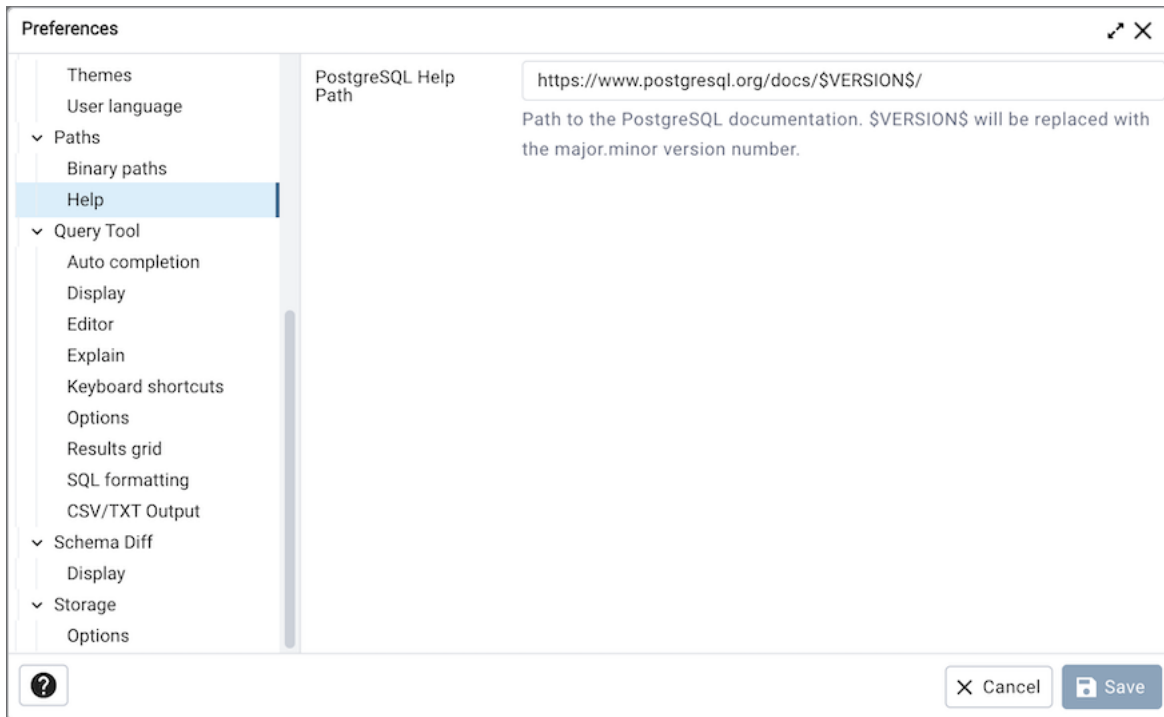 Preferences
Themes
User language
Paths
Binary paths
Help
Query Tool
Auto completion
Display
Editor
Explain
Keyboard shortcuts
Options
Results grid
SQL formatting
CSV/TXT Output
Schema Diff
Display
Storage
Options
PostgreSQL Help
Path
https://www.postgresql.org/docs/$VERSION$/
Path to the PostgreSQL documentation. $VERSION$ will be replaced with
the major.minor version number.
?
Cancel
Save